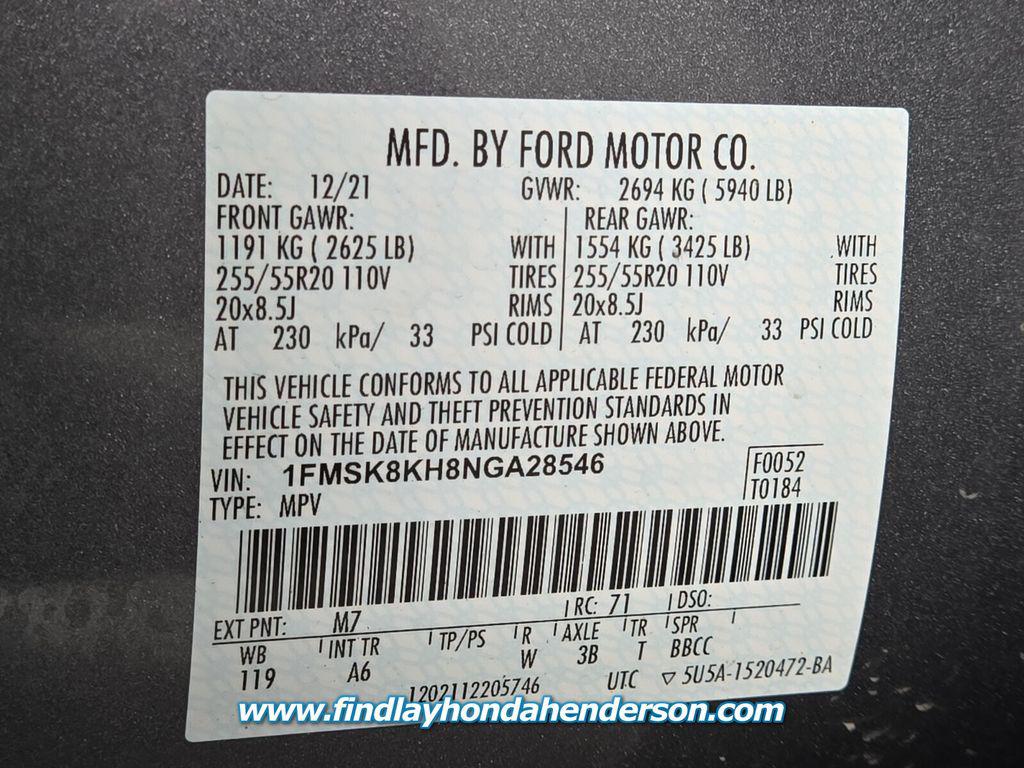 MFD. BY FORD MOTOR CO.
DATE: 12/21 GVWR: 2694 KG ( 5940 LB)
FRONT GAWR: REAR GAWR:
1191 KG ( 2625 LB) WITH 1554 KG ( 3425 LB) WITH
255/55R20 110V TIRES 255/55R20 110V TIRES
20x8.5J RIMS 20x8.5J RIMS
AT 230 kPa/ 33 PSI COLD AT 230 kPa/ 33 PSI COLD
THIS VEHICLE CONFORMS TO ALL APPLICABLE FEDERAL MOTOR
VEHICLE SAFETY AND THEFT PREVENTION STANDARDS IN
EFFECT ON THE DATE OF MANUFACTURE SHOWN ABOVE.
VIN: 1FMSK8KH8NGA28546 F0052
TYPE: MPV T0184
EXT PNT: M7 RC: 71 DSO:
WB INT TR TP/PS R AXLE TR SPR
119 A6 W 3B T BBCC
1202112205746 UTC ▽ 5U5A-1520472-BA
www.findlayhondahenderson.com